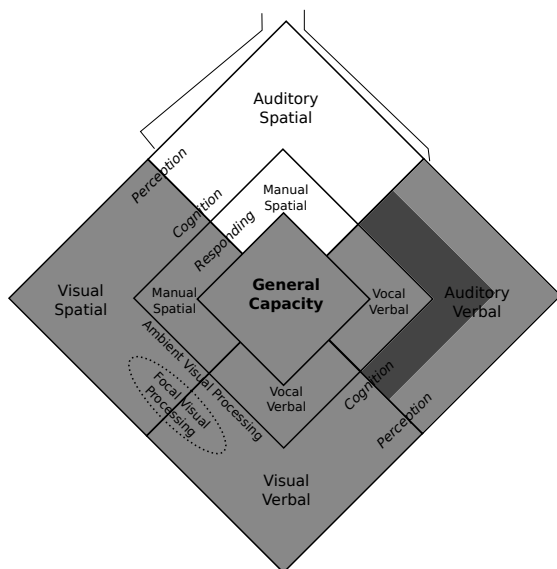 Auditory
Spatial
Perception
Cognition
Responding
Manual
Spatial
Visual
Spatial
Manual
Spatial
General
Capacity
Vocal
Verbal
Auditory
Verbal
Ambient Visual Processing
Focal Visual
Processing
Vocal
Verbal
Cognition
Perception
Visual
Verbal